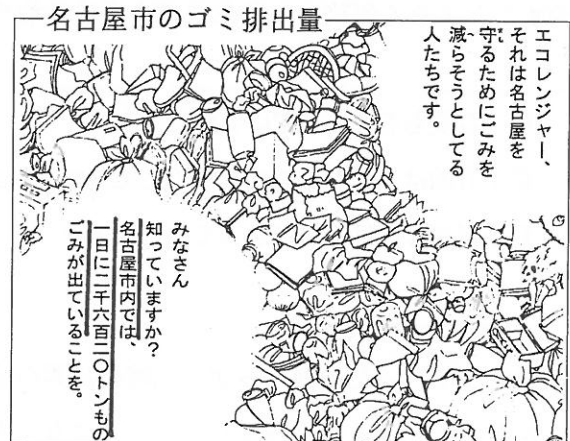 名古屋市のゴミ排出量
エコレンジャー、
それは名古屋を
守るためにごみを
減らそうとしてる
人たちです。
みなさん
知っていますか？
名古屋市内では、
一日に二千六百二〇トンもの
ごみが出ていることを。